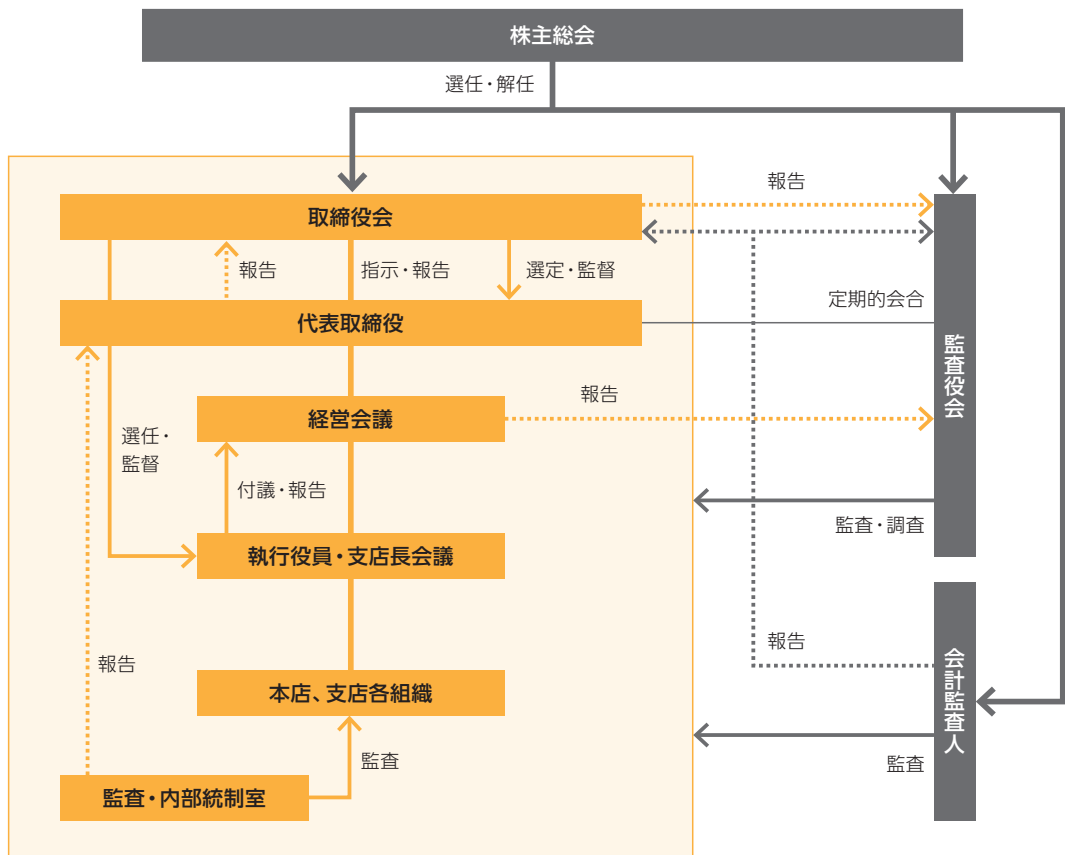 株主総会
選任・解任
報告
取締役会
報告
指示・報告
選定・監督
定期的会合
代表取締役
監査役会
報告
経営会議
選任・
監督
付議・報告
監査・調査
執行役員・支店長会議
報告
報告
会計監査人
本店、支店各組織
監査
監査
監査・内部統制室